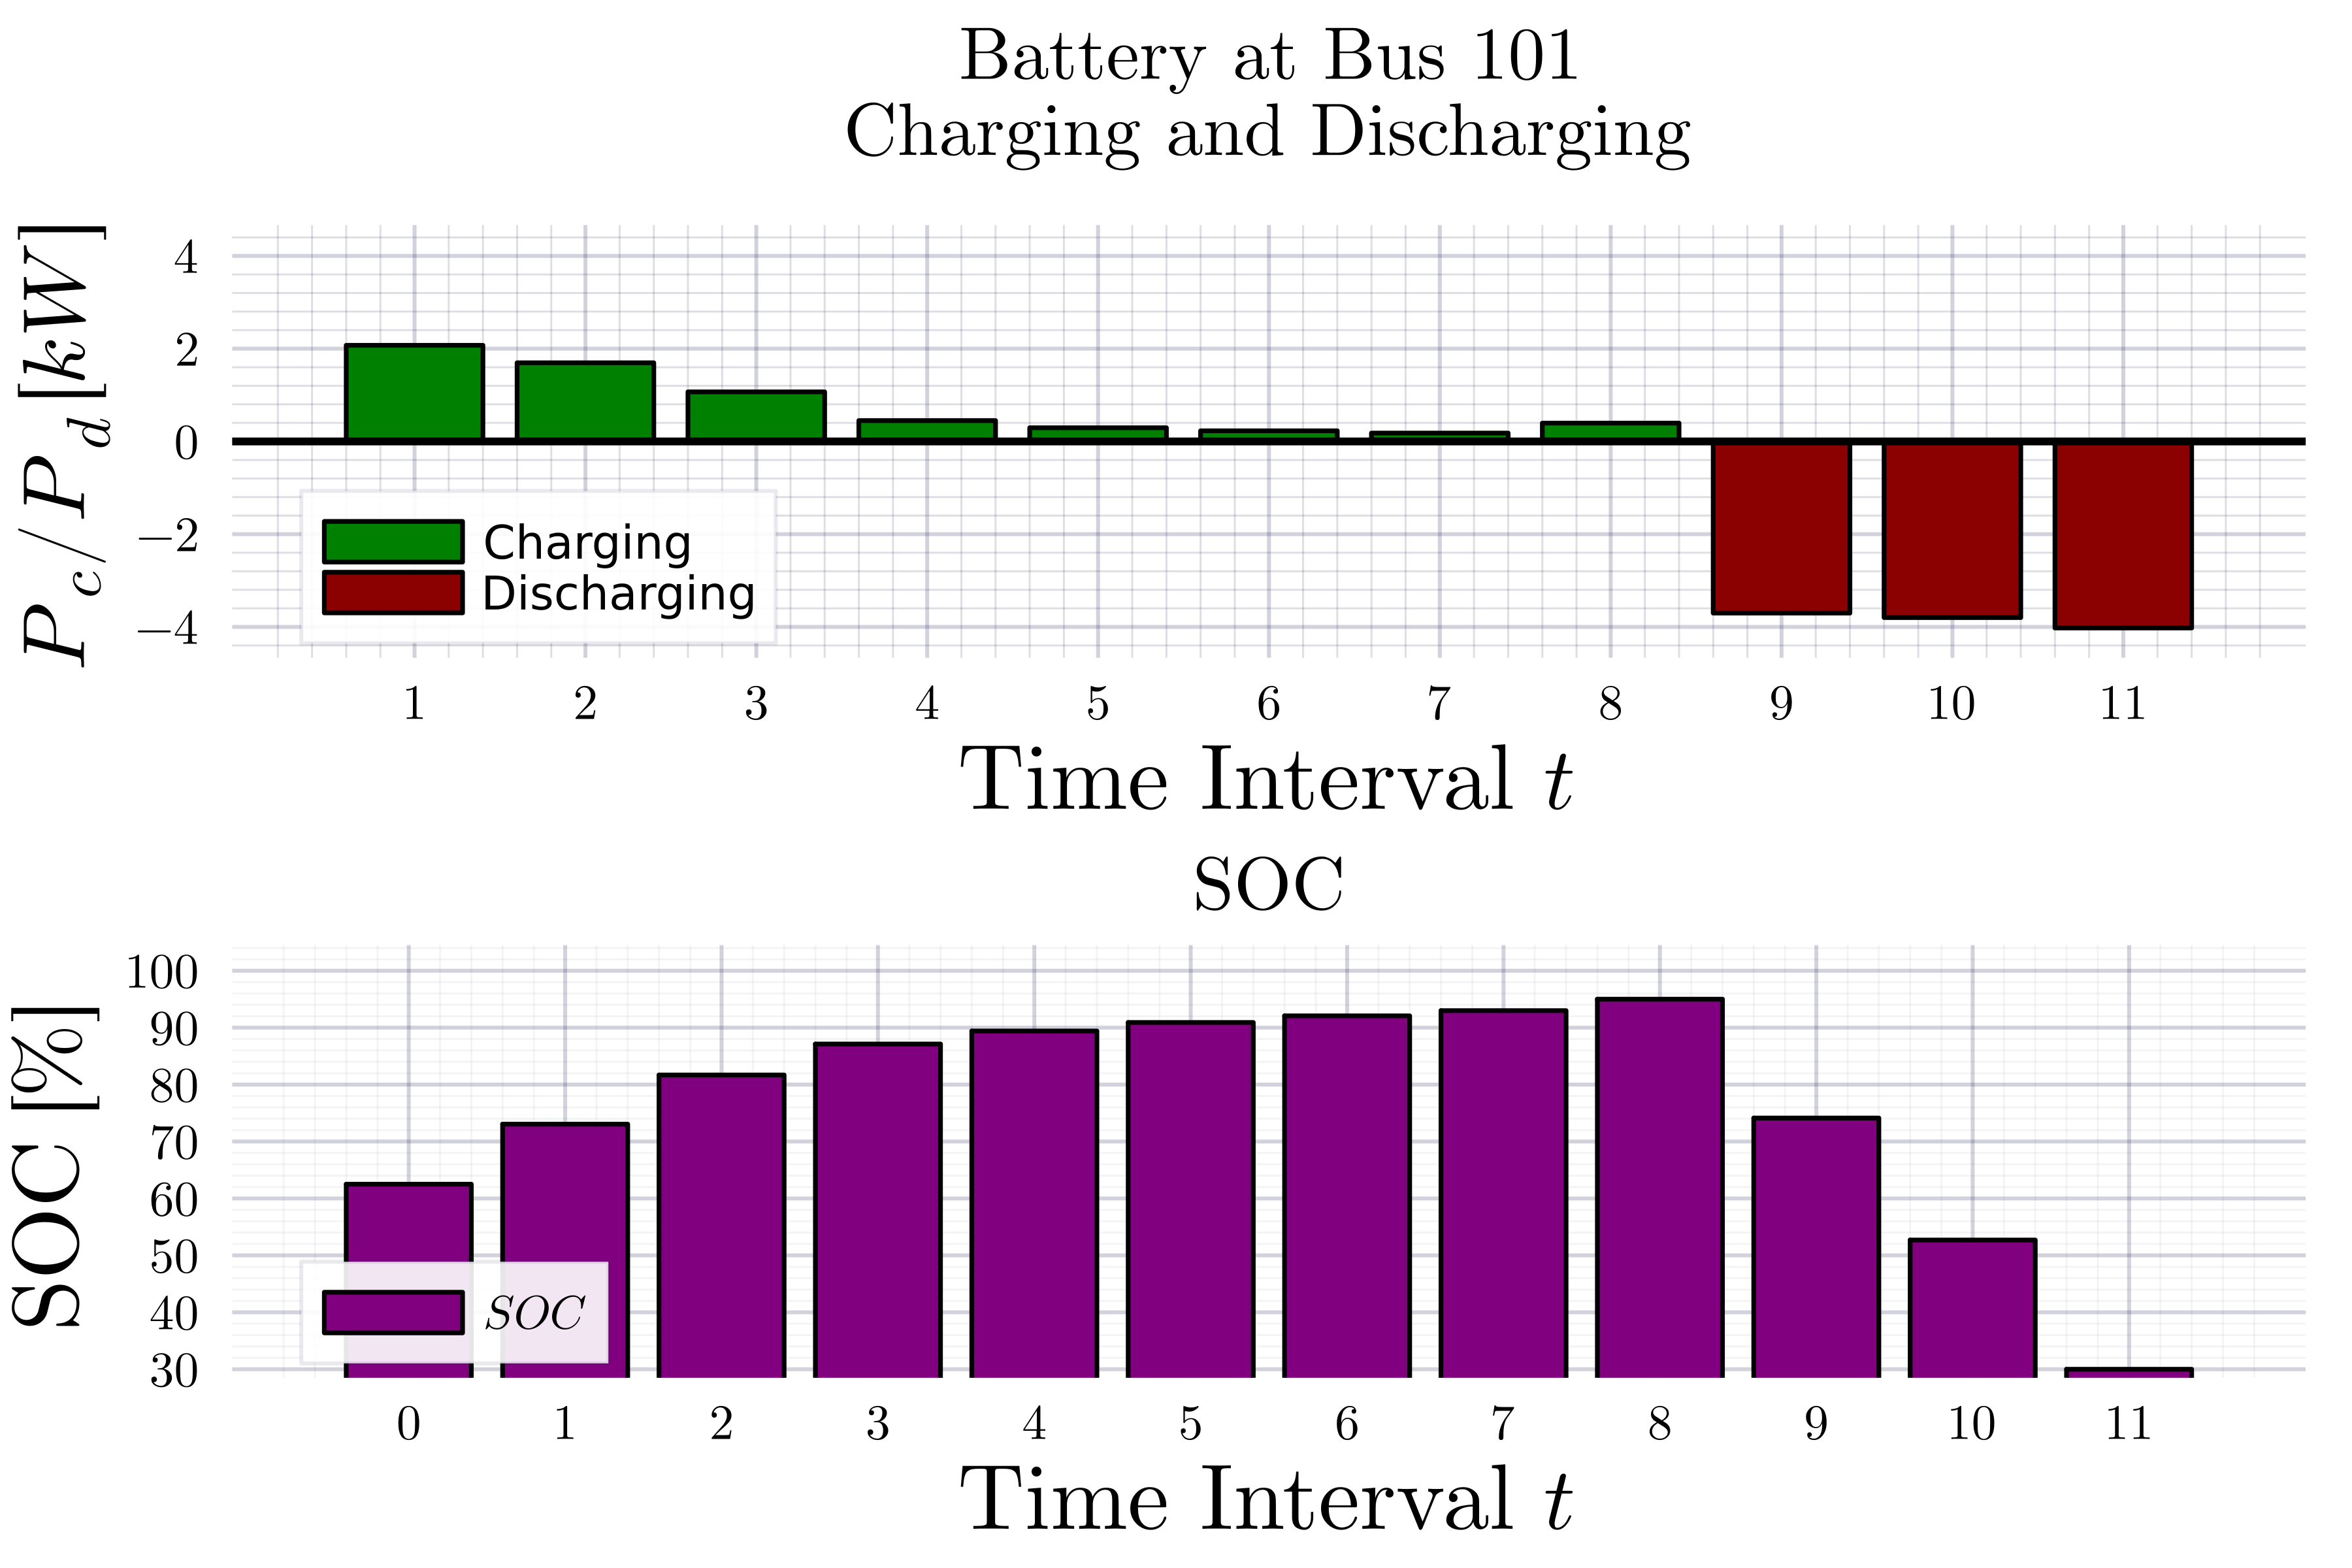 Battery at Bus 101
Charging and Discharging
P_c/P_d [kW]
4
2
0
−2
−4
Charging
Discharging
1 2 3 4 5 6 7 8 9 10 11
Time Interval t
SOC
SOC [%]
100
90
80
70
60
50
40
30
SOC
0 1 2 3 4 5 6 7 8 9 10 11
Time Interval t